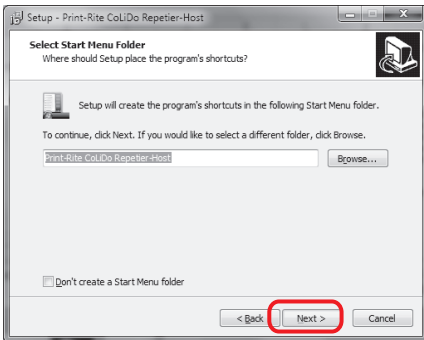 Setup - Print-Rite CoLiDo Repetier-Host
Select Start Menu Folder
Where should Setup place the program's shortcuts?
Setup will create the program's shortcuts in the following Start Menu folder.
To continue, click Next. If you would like to select a different folder, click Browse.
Print-Rite CoLiDo Repetier-Host
Browse...
Don't create a Start Menu folder
< Back
Next >
Cancel